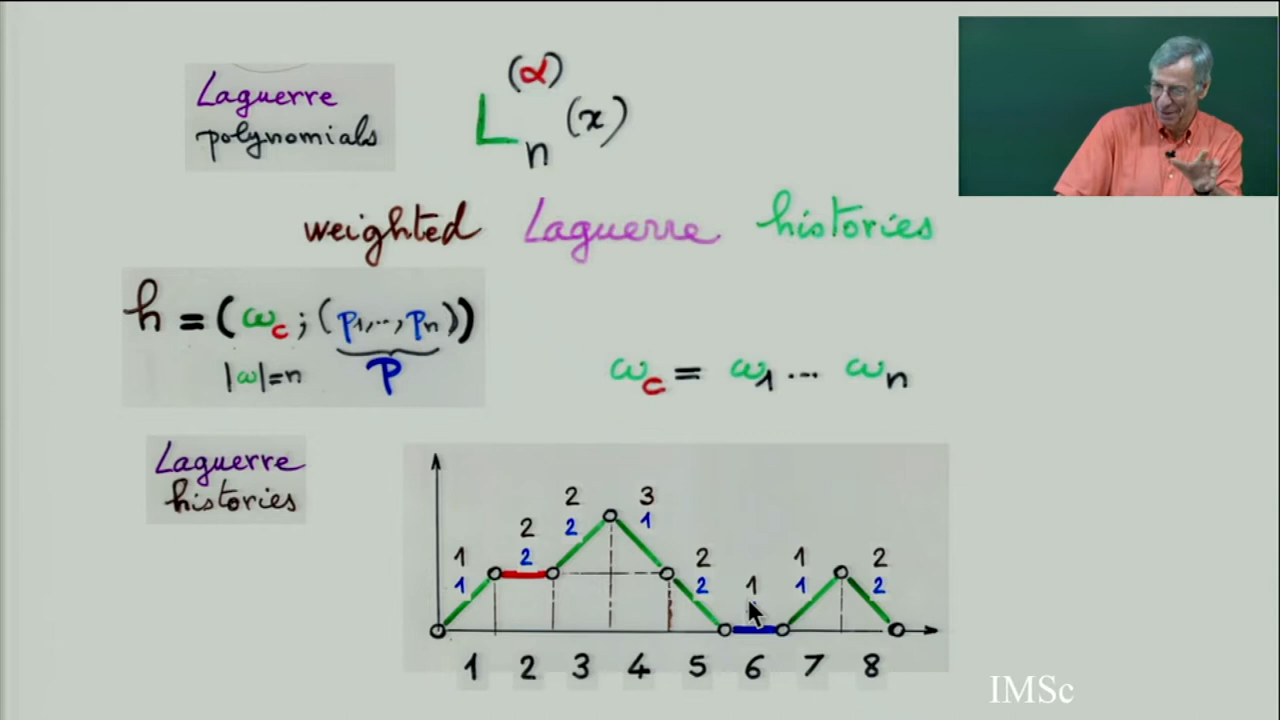 Laguerre
polynomials
L_n^(α) (x)
weighted Laguerre histories
h = (ω_c ; (p_1, ..., p_n))
|ω|=n P
ω_c = ω_1 ... ω_n
Laguerre
histories
2 3
2 2 1 2 1 2
1 2 2 1 1 2
1
1 2 3 4 5 6 7 8
IMSc